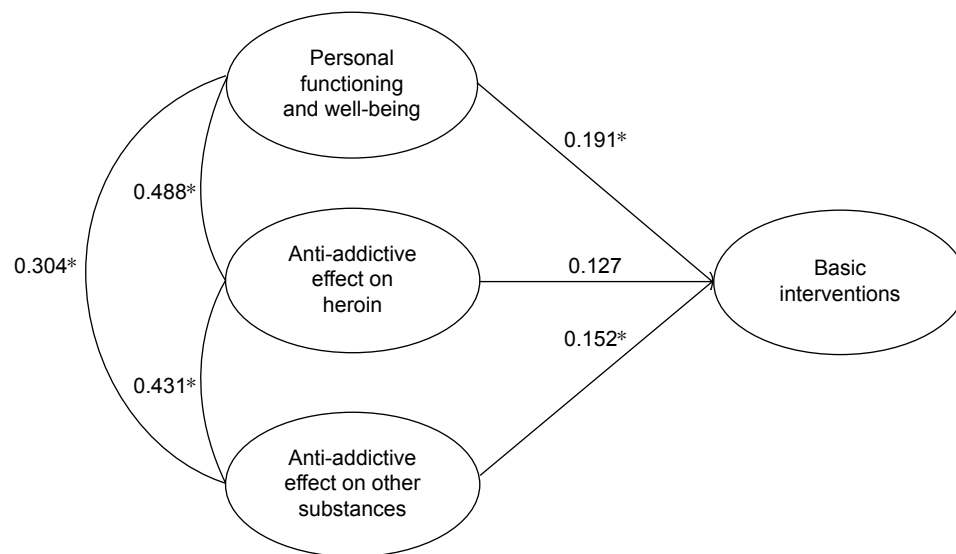 Personal
functioning
and well-being
0.191*
0.488*
0.304*
Anti-addictive
effect on
heroin
0.127
Basic
interventions
0.152*
0.431*
Anti-addictive
effect on other
substances